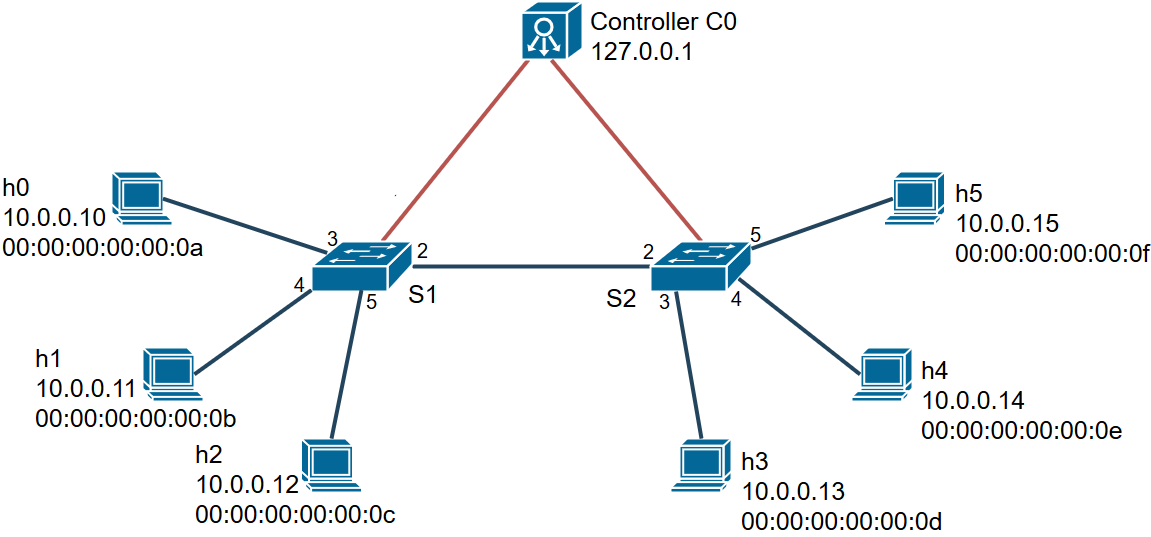 Controller C0
127.0.0.1
h0
10.0.0.10
00:00:00:00:00:0a
h5
10.0.0.15
00:00:00:00:00:0f
3
2
4
5
S1
2
5
3
4
S2
h1
10.0.0.11
00:00:00:00:00:0b
h4
10.0.0.14
00:00:00:00:00:0e
h2
10.0.0.12
00:00:00:00:00:0c
h3
10.0.0.13
00:00:00:00:00:0d